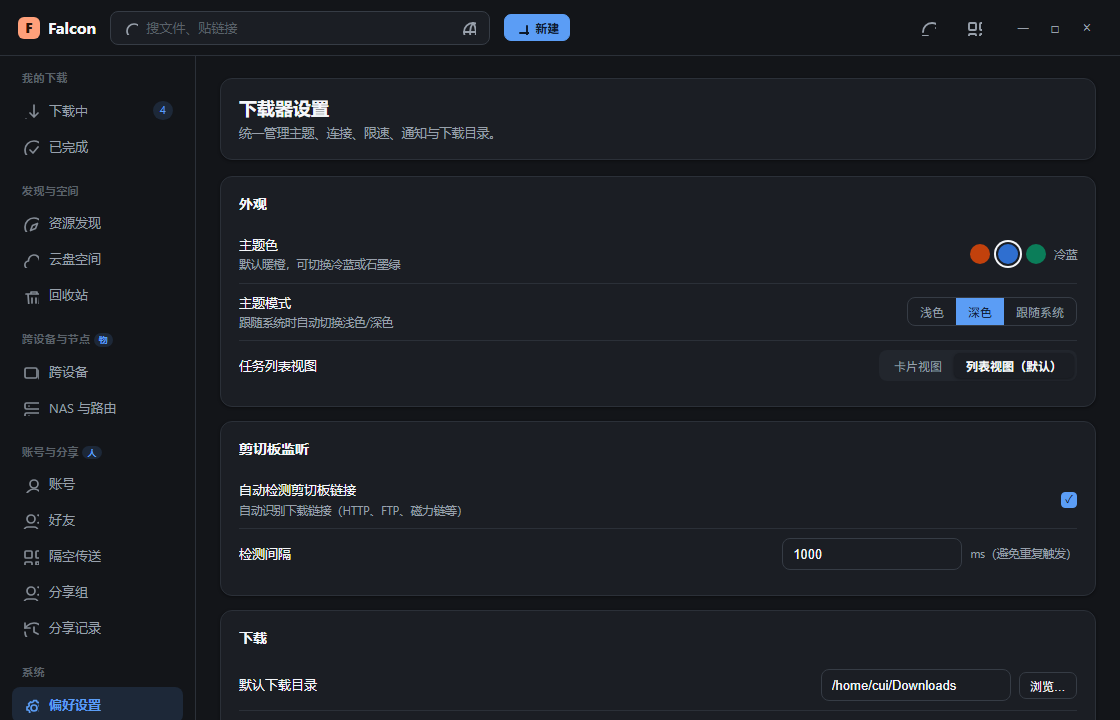 F Falcon
搜文件、贴链接
新建
我的下载
下载中 4
已完成
发现与空间
资源发现
云盘空间
回收站
跨设备与节点 物
跨设备
NAS 与路由
账号与分享 人
账号
好友
隔空传送
分享组
分享记录
系统
偏好设置
下载器设置
统一管理主题、连接、限速、通知与下载目录。
外观
主题色
默认暖橙，可切换冷蓝或石墨绿
冷蓝
主题模式
跟随系统时自动切换浅色/深色
浅色 深色 跟随系统
任务列表视图
卡片视图 列表视图（默认）
剪切板监听
自动检测剪切板链接
自动识别下载链接（HTTP、FTP、磁力链等）
检测间隔
1000 ms（避免重复触发）
下载
默认下载目录
/home/cui/Downloads 浏览...